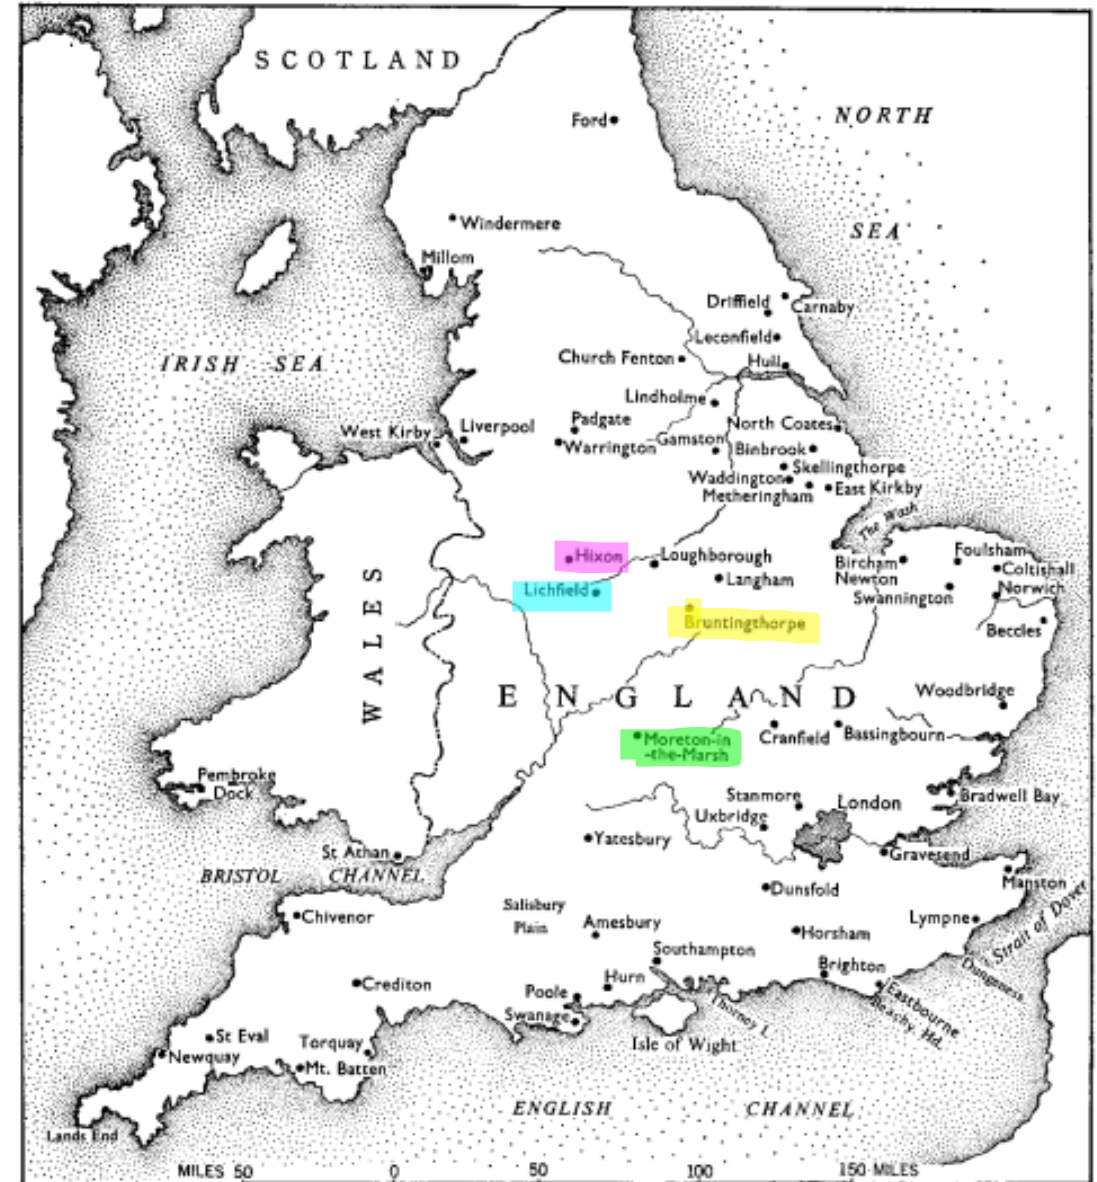 SCOTLAND
NORTH
SEA
Ford
Windermere
Millom
Driffield
Carnaby
Leconfield
IRISH SEA
Church Fenton
Hull
Lindholme
Padgate
North Coates
West Kirby
Liverpool
Warrington
Gamston
Binbrook
Skellingthorpe
Waddington
Metheringham
East Kirkby
The Wash
Hixon
Loughborough
Foulsham
Bircham
Newton
Coltishall
Langham
Lichfield
Swannington
Norwich
WALES
Bruntingthorpe
Beccles
ENGLAND
Woodbridge
Moreton-in
-the-Marsh
Cranfield
Bassingbourn
Pembroke
Dock
Stanmore
London
Bradwell Bay
Uxbridge
Yatesbury
St Athan
Gravesend
BRISTOL CHANNEL
Manston
Dunsfold
Salisbury
Plain
Chivenor
Amesbury
Lympne
Strait of Dover
Horsham
Southampton
Brighton
Dungeness
Crediton
Hurn
Poole
Thorney I.
Eastbourne
Beachy Hd.
Swanage
St Eval
Torquay
Isle of Wight
Newquay
Mt. Batten
ENGLISH CHANNEL
Lands End
MILES 50 0 50 100 150 MILES